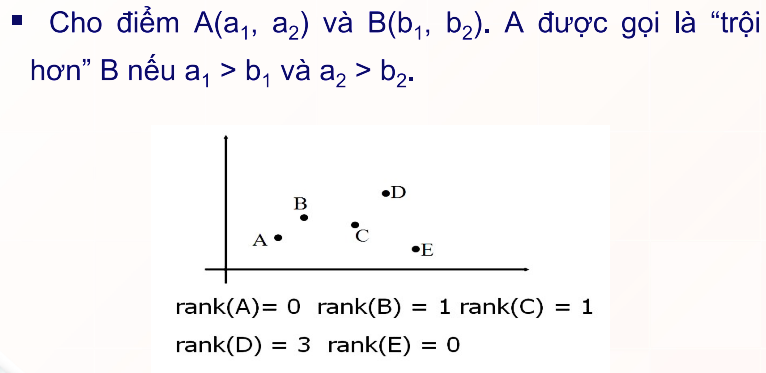 ▪ Cho điểm A(a₁, a₂) và B(b₁, b₂). A được gọi là “trội
hơn” B nếu a₁ > b₁ và a₂ > b₂.
D
B
A
C
E
rank(A)= 0 rank(B) = 1 rank(C) = 1
rank(D) = 3 rank(E) = 0